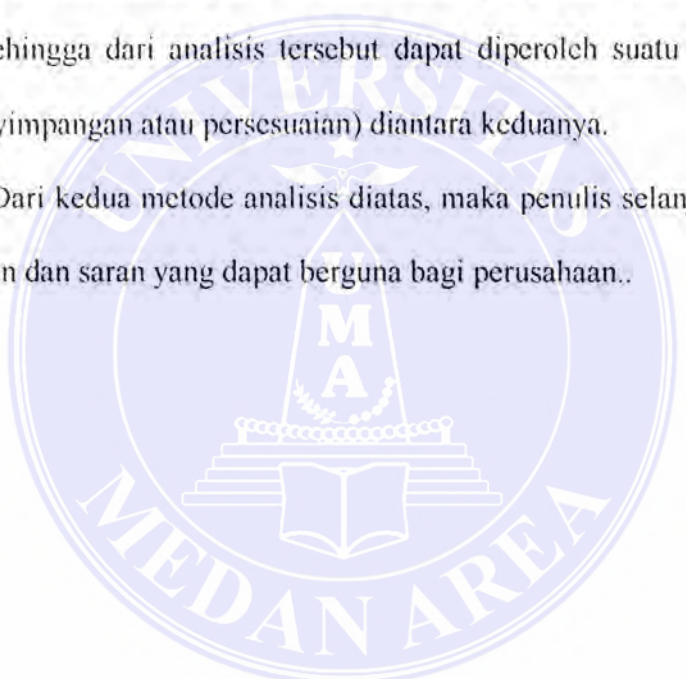 ehingga dari analisis tersebut dapat diperoleh suatu
yimpangan atau persesuaian) diantara keduanya.
Dari kedua metode analisis diatas, maka penulis selan
n dan saran yang dapat berguna bagi perusahaan..
UNIVERSITAS
U
M
A
MEDAN AREA